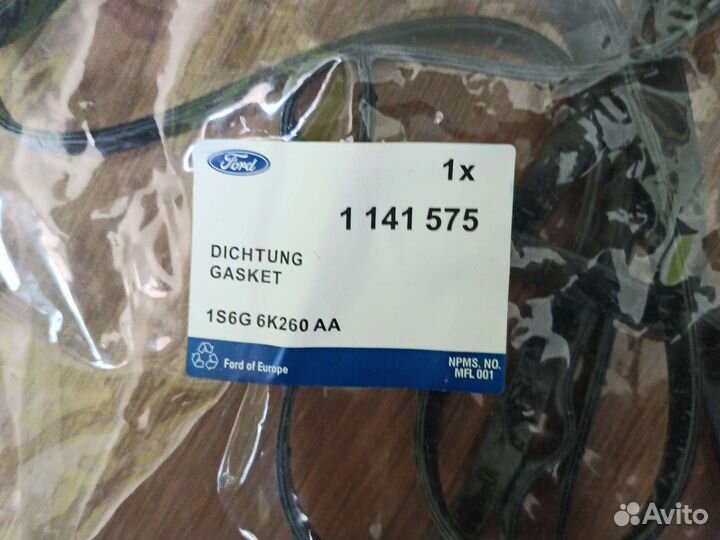 Ford
1x
1 141 575
DICHTUNG
GASKET
1S6G 6K260 AA
Ford of Europe
NPMS. NO.
MFL 001
Avito